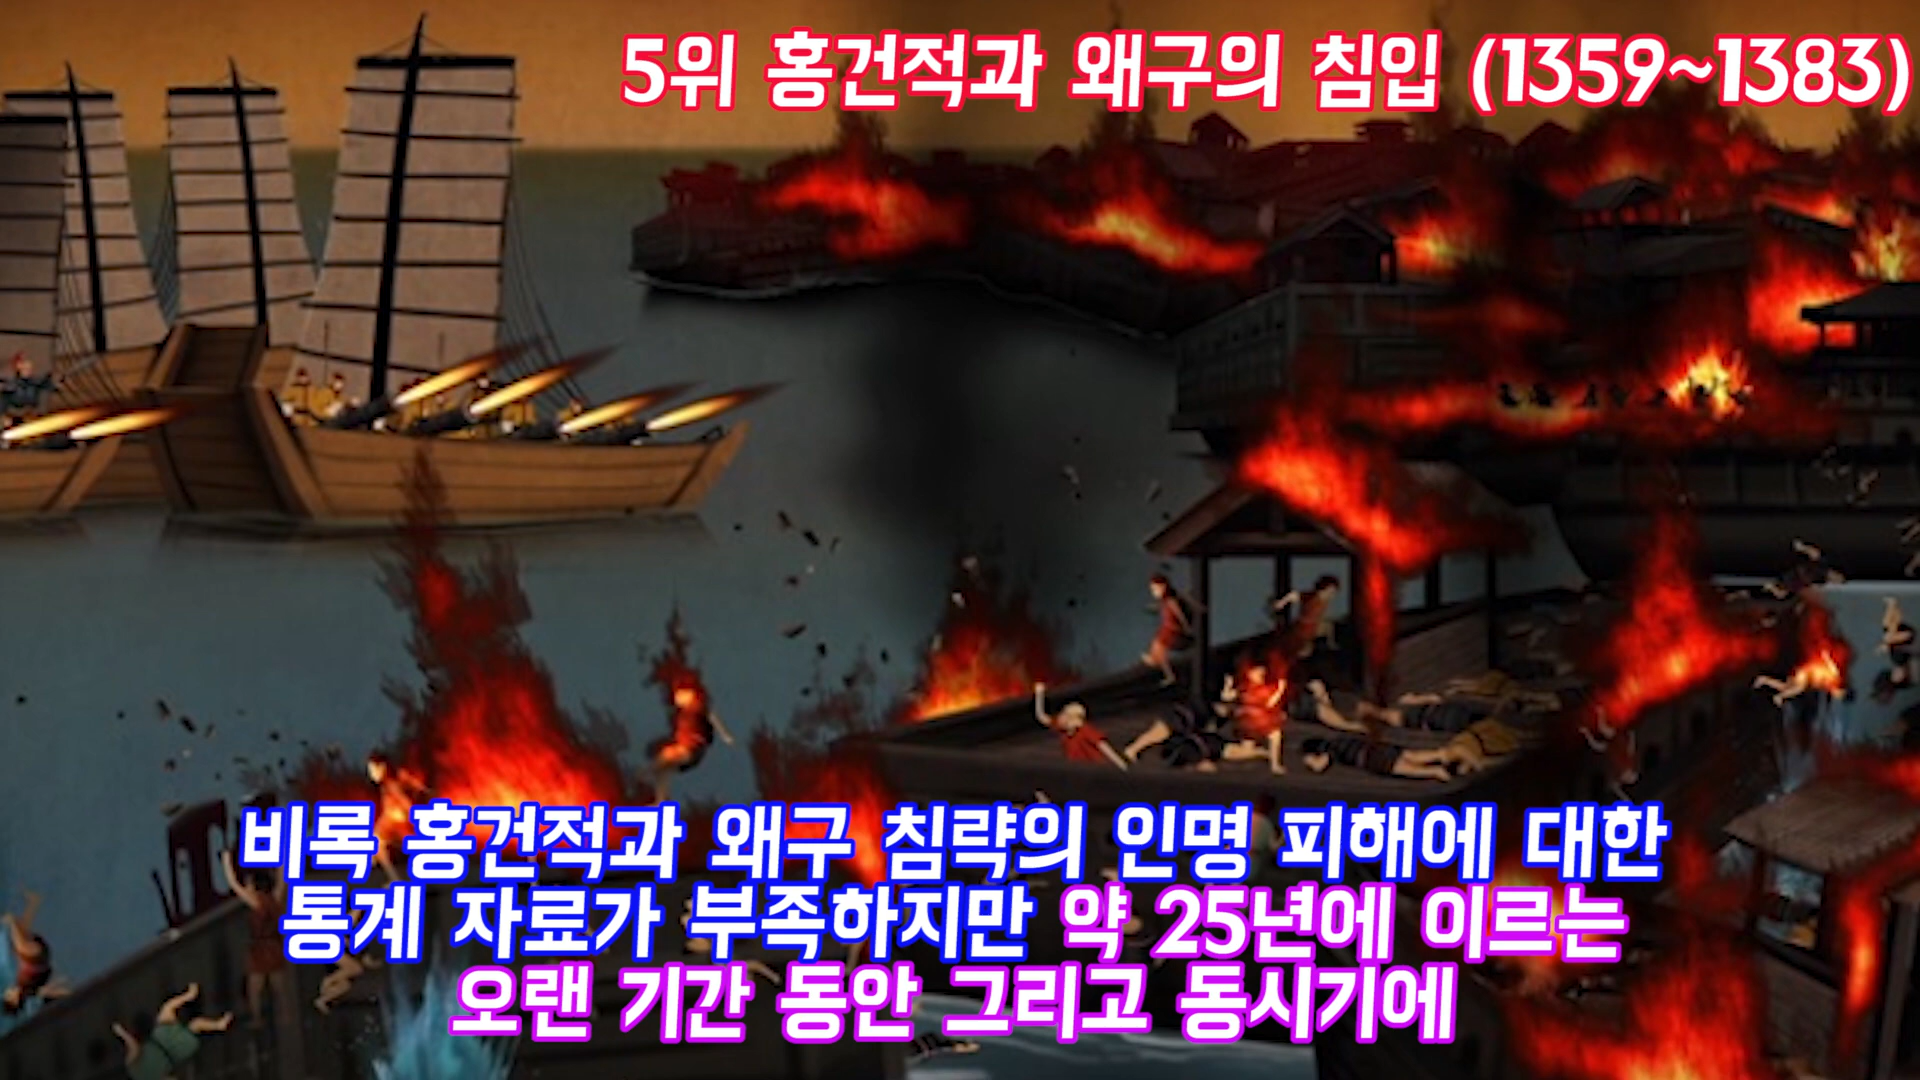 5위 홍건적과 왜구의 침입 (1359~1383)
비록 홍건적과 왜구 침략의 인명 피해에 대한
통계 자료가 부족하지만 약 25년에 이르는
오랜 기간 동안 그리고 동시기에